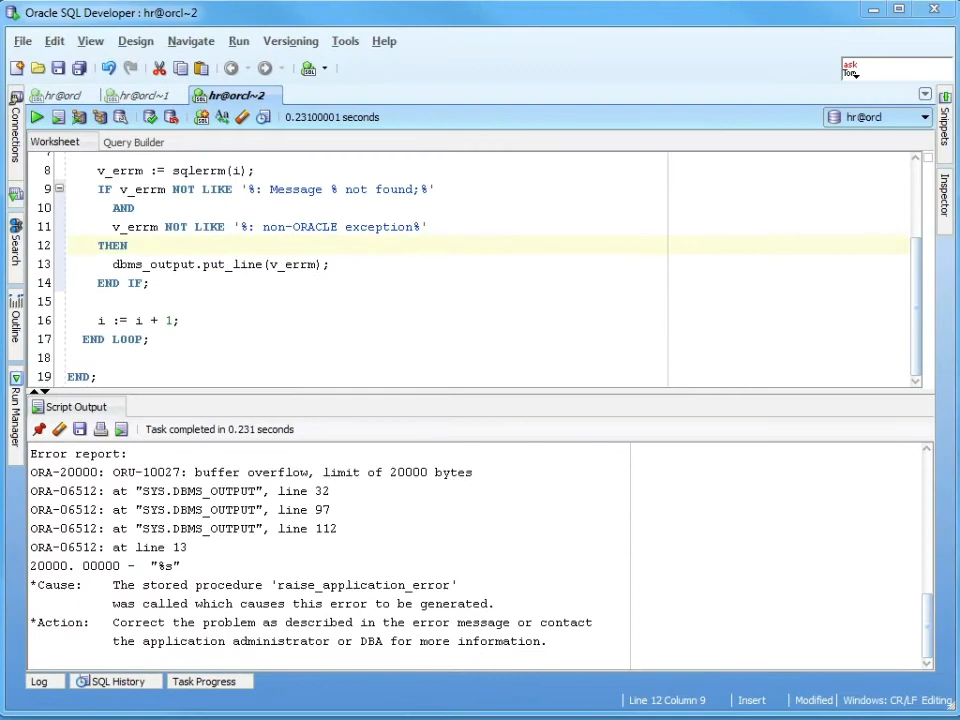 Oracle SQL Developer : hr@orcl~2
File Edit View Design Navigate Run Versioning Tools Help
ask
Tom
hr@orcl hr@orcl~1 hr@orcl~2
0.23100001 seconds
hr@orcl
Worksheet Query Builder
8 v_errm := sqlerrm(i);
9 IF v_errm NOT LIKE '%: Message % not found;%'
10 AND
11 v_errm NOT LIKE '%: non-ORACLE exception%'
12 THEN
13 dbms_output.put_line(v_errm);
14 END IF;
15
16 i := i + 1;
17 END LOOP;
18
19 END;
Connections
Search
Outline
Run Manager
Snippets
Inspector
Script Output
Task completed in 0.231 seconds
Error report:
ORA-20000: ORU-10027: buffer overflow, limit of 20000 bytes
ORA-06512: at "SYS.DBMS_OUTPUT", line 32
ORA-06512: at "SYS.DBMS_OUTPUT", line 97
ORA-06512: at "SYS.DBMS_OUTPUT", line 112
ORA-06512: at line 13
20000. 00000 - "%s"
*Cause: The stored procedure 'raise_application_error'
was called which causes this error to be generated.
*Action: Correct the problem as described in the error message or contact
the application administrator or DBA for more information.
Log SQL History Task Progress
Line 12 Column 9 Insert Modified Windows: CR/LF Editing